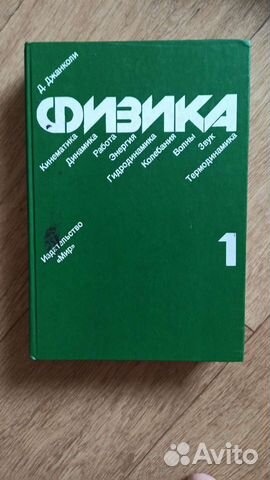 Д. Джанколи
ФИЗИКА
Кинематика
Динамика
Работа
Энергия
Гидродинамика
Колебания
Волны
Звук
Термодинамика
Издательство
«Мир»
1
Avito